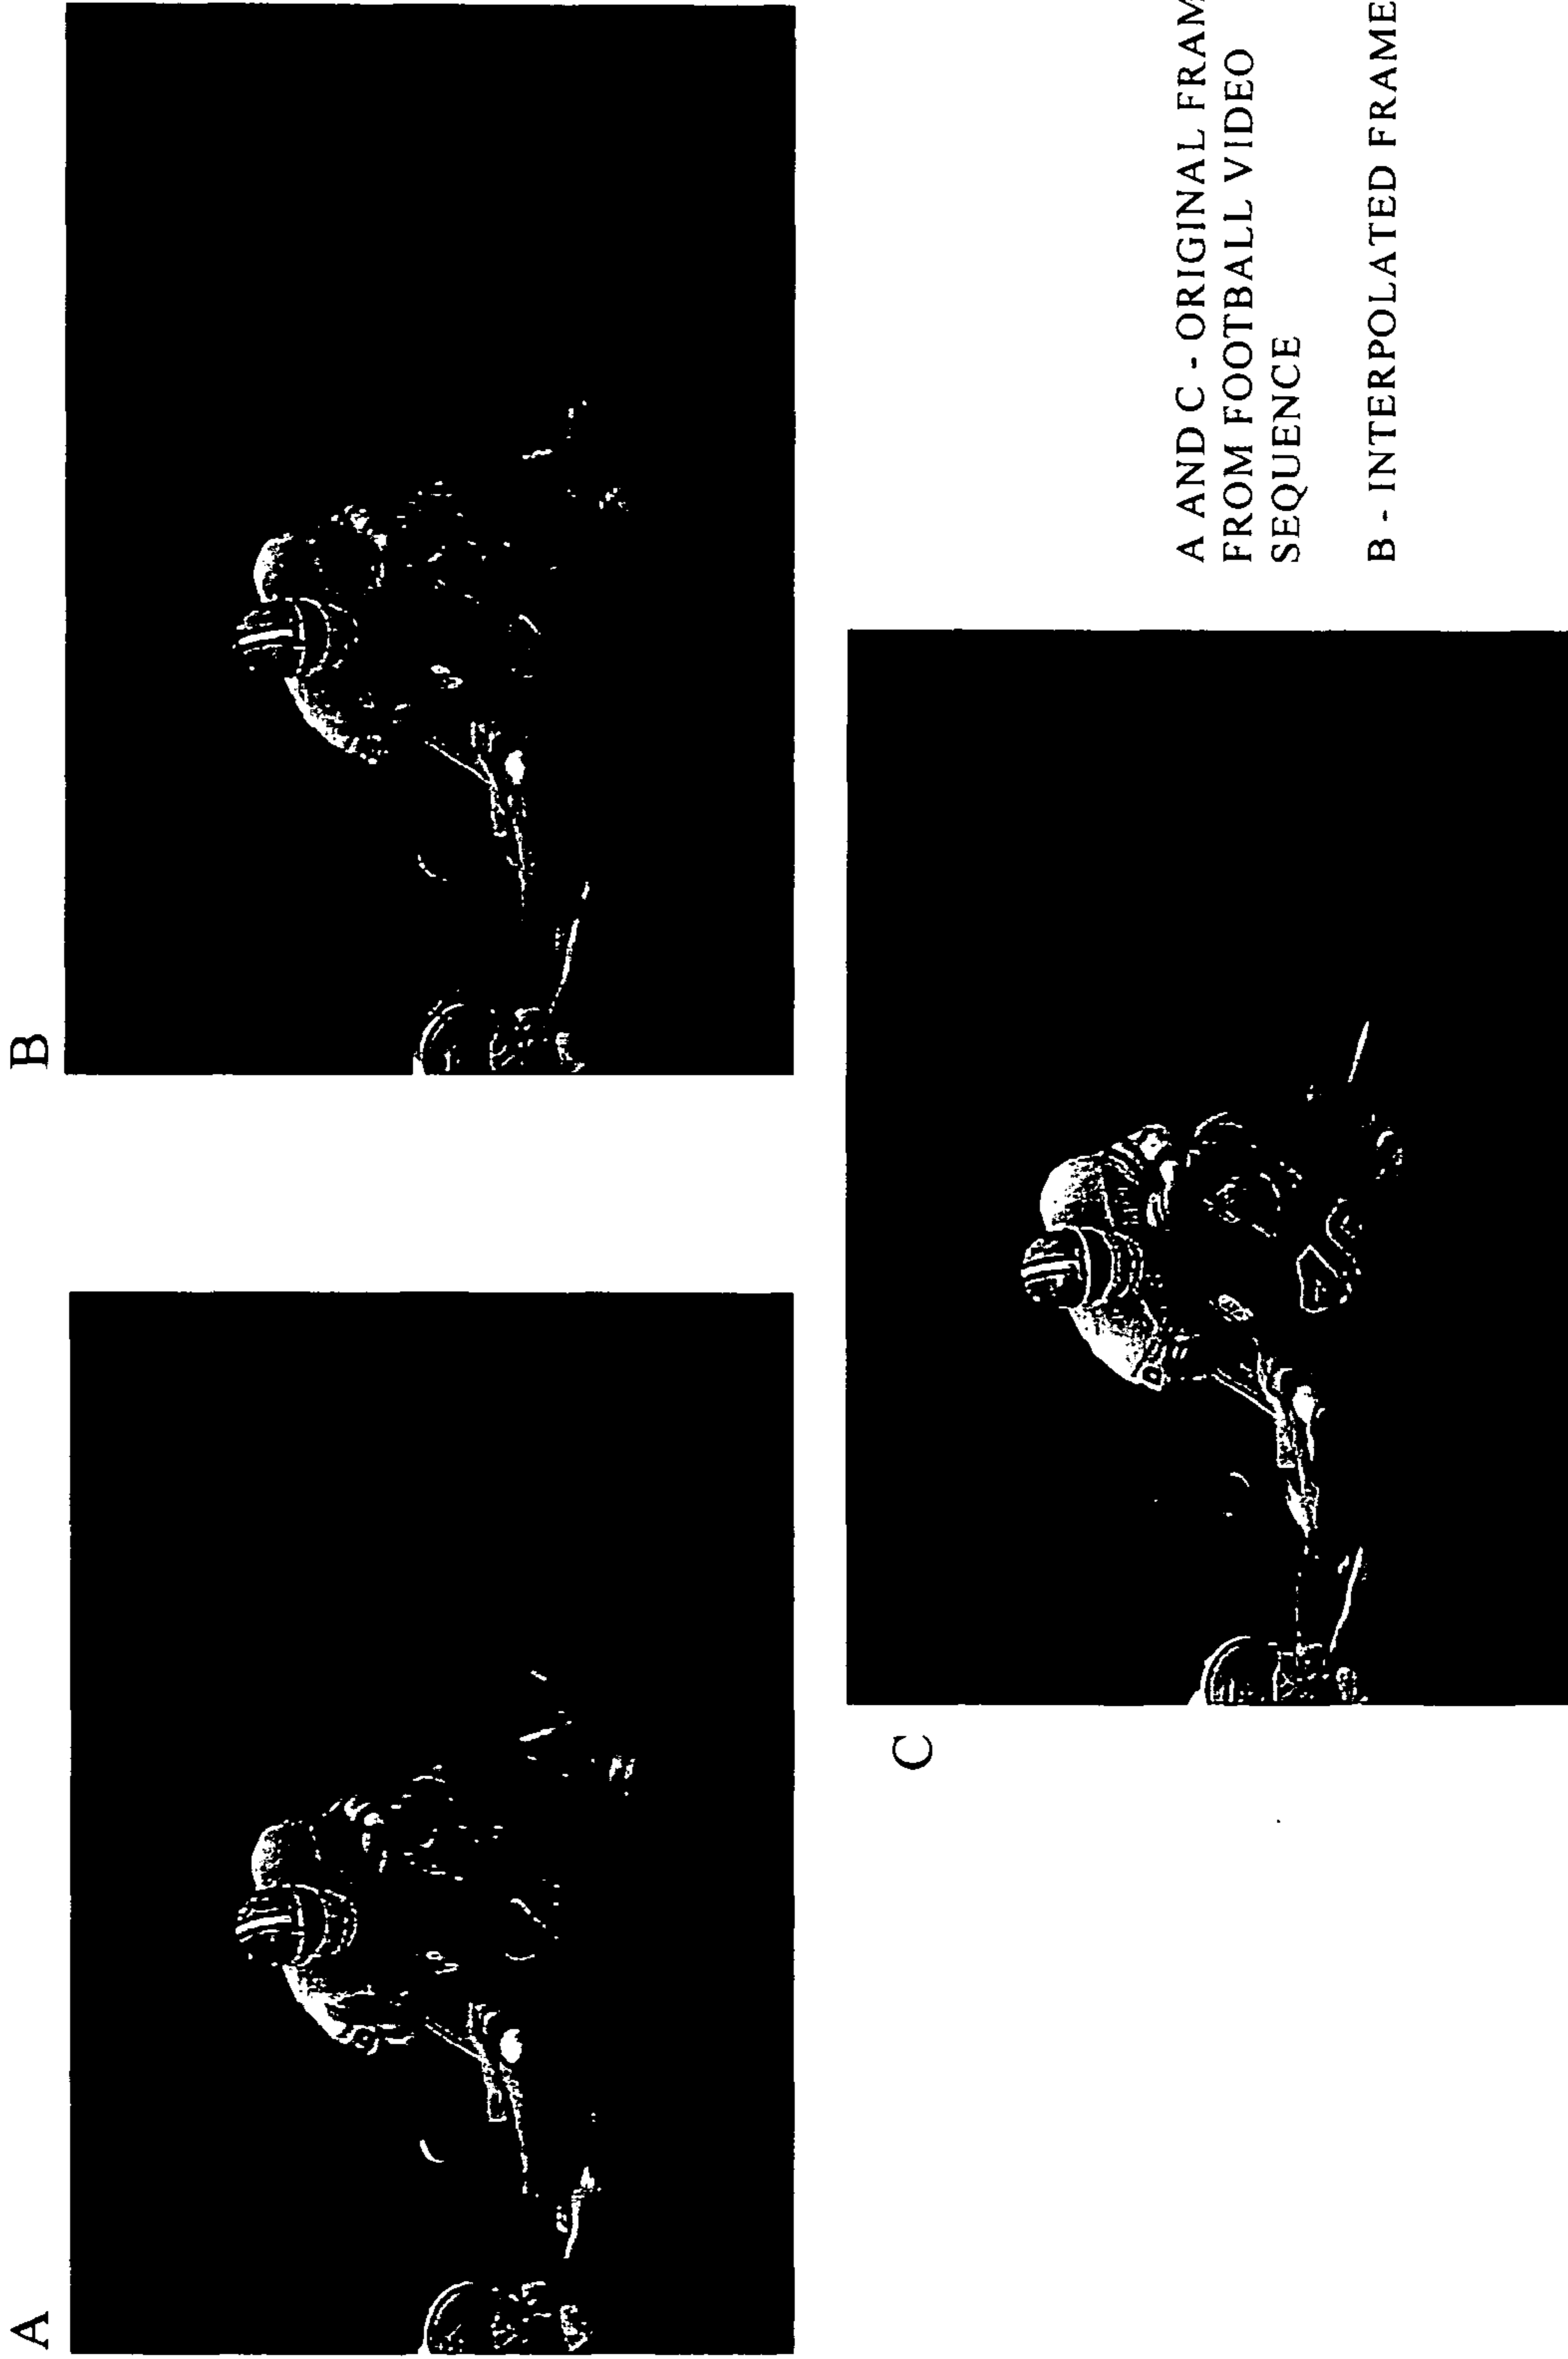 A
B
C
A AND C - ORIGINAL FRAM
FROM FOOTBALL VIDEO
SEQUENCE
B - INTERPOLATED FRAME